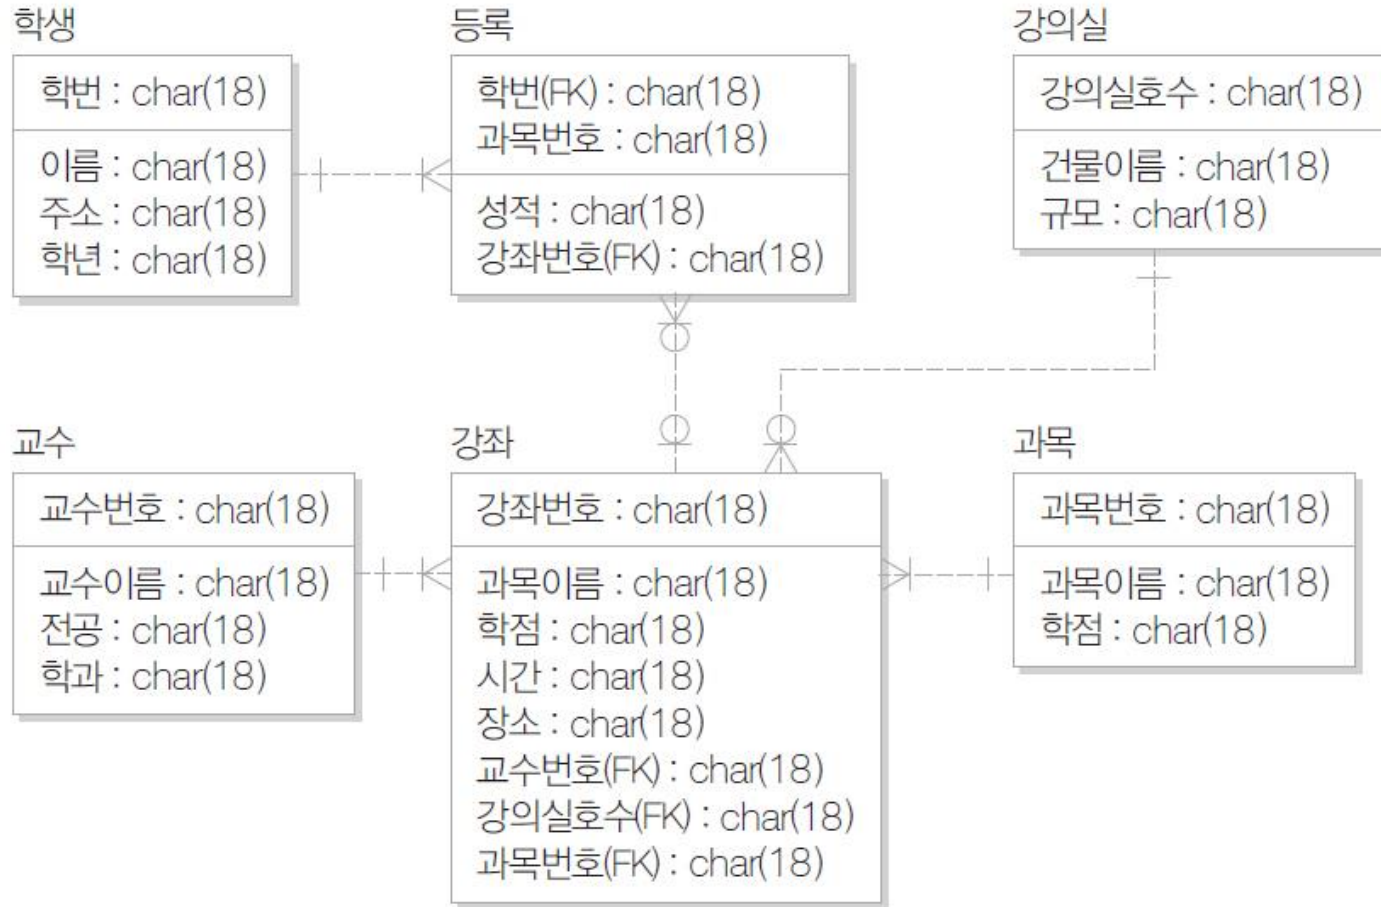 학생
학번 : char(18)
이름 : char(18)
주소 : char(18)
학년 : char(18)
등록
학번(FK) : char(18)
과목번호 : char(18)
성적 : char(18)
강좌번호(FK) : char(18)
강의실
강의실호수 : char(18)
건물이름 : char(18)
규모 : char(18)
교수
교수번호 : char(18)
교수이름 : char(18)
전공 : char(18)
학과 : char(18)
강좌
강좌번호 : char(18)
과목이름 : char(18)
학점 : char(18)
시간 : char(18)
장소 : char(18)
교수번호(FK) : char(18)
강의실호수(FK) : char(18)
과목번호(FK) : char(18)
과목
과목번호 : char(18)
과목이름 : char(18)
학점 : char(18)